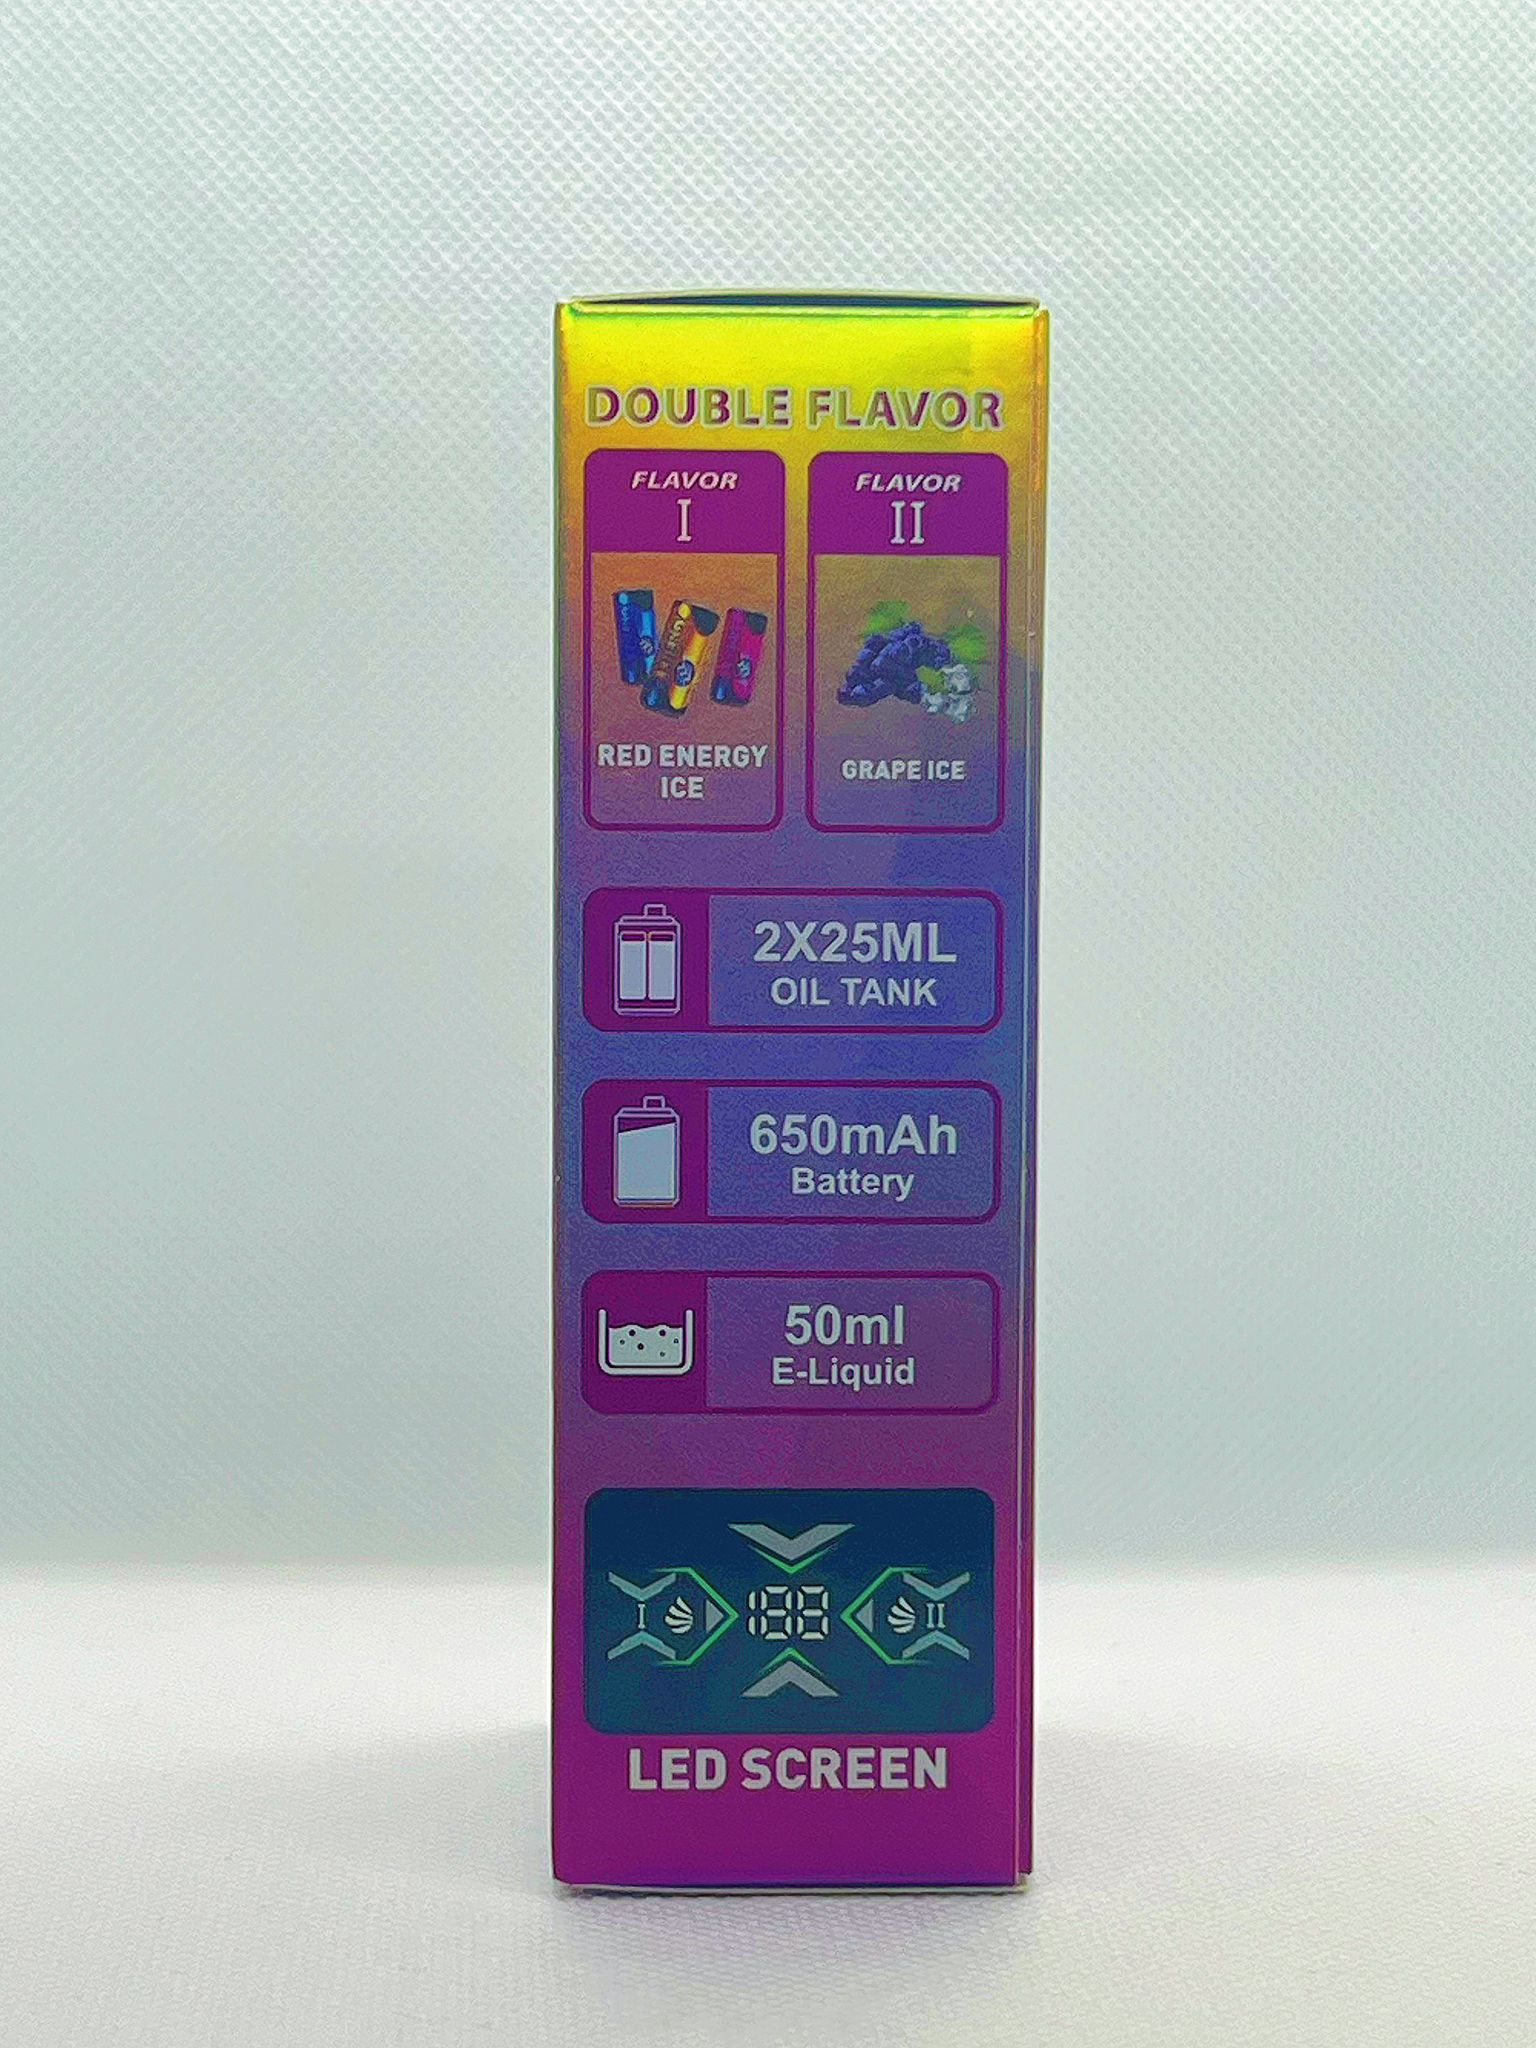 DOUBLE FLAVOR
FLAVOR
I
RED ENERGY
ICE
FLAVOR
II
GRAPE ICE
2X25ML
OIL TANK
650mAh
Battery
50ml
E-Liquid
I
188
II
LED SCREEN